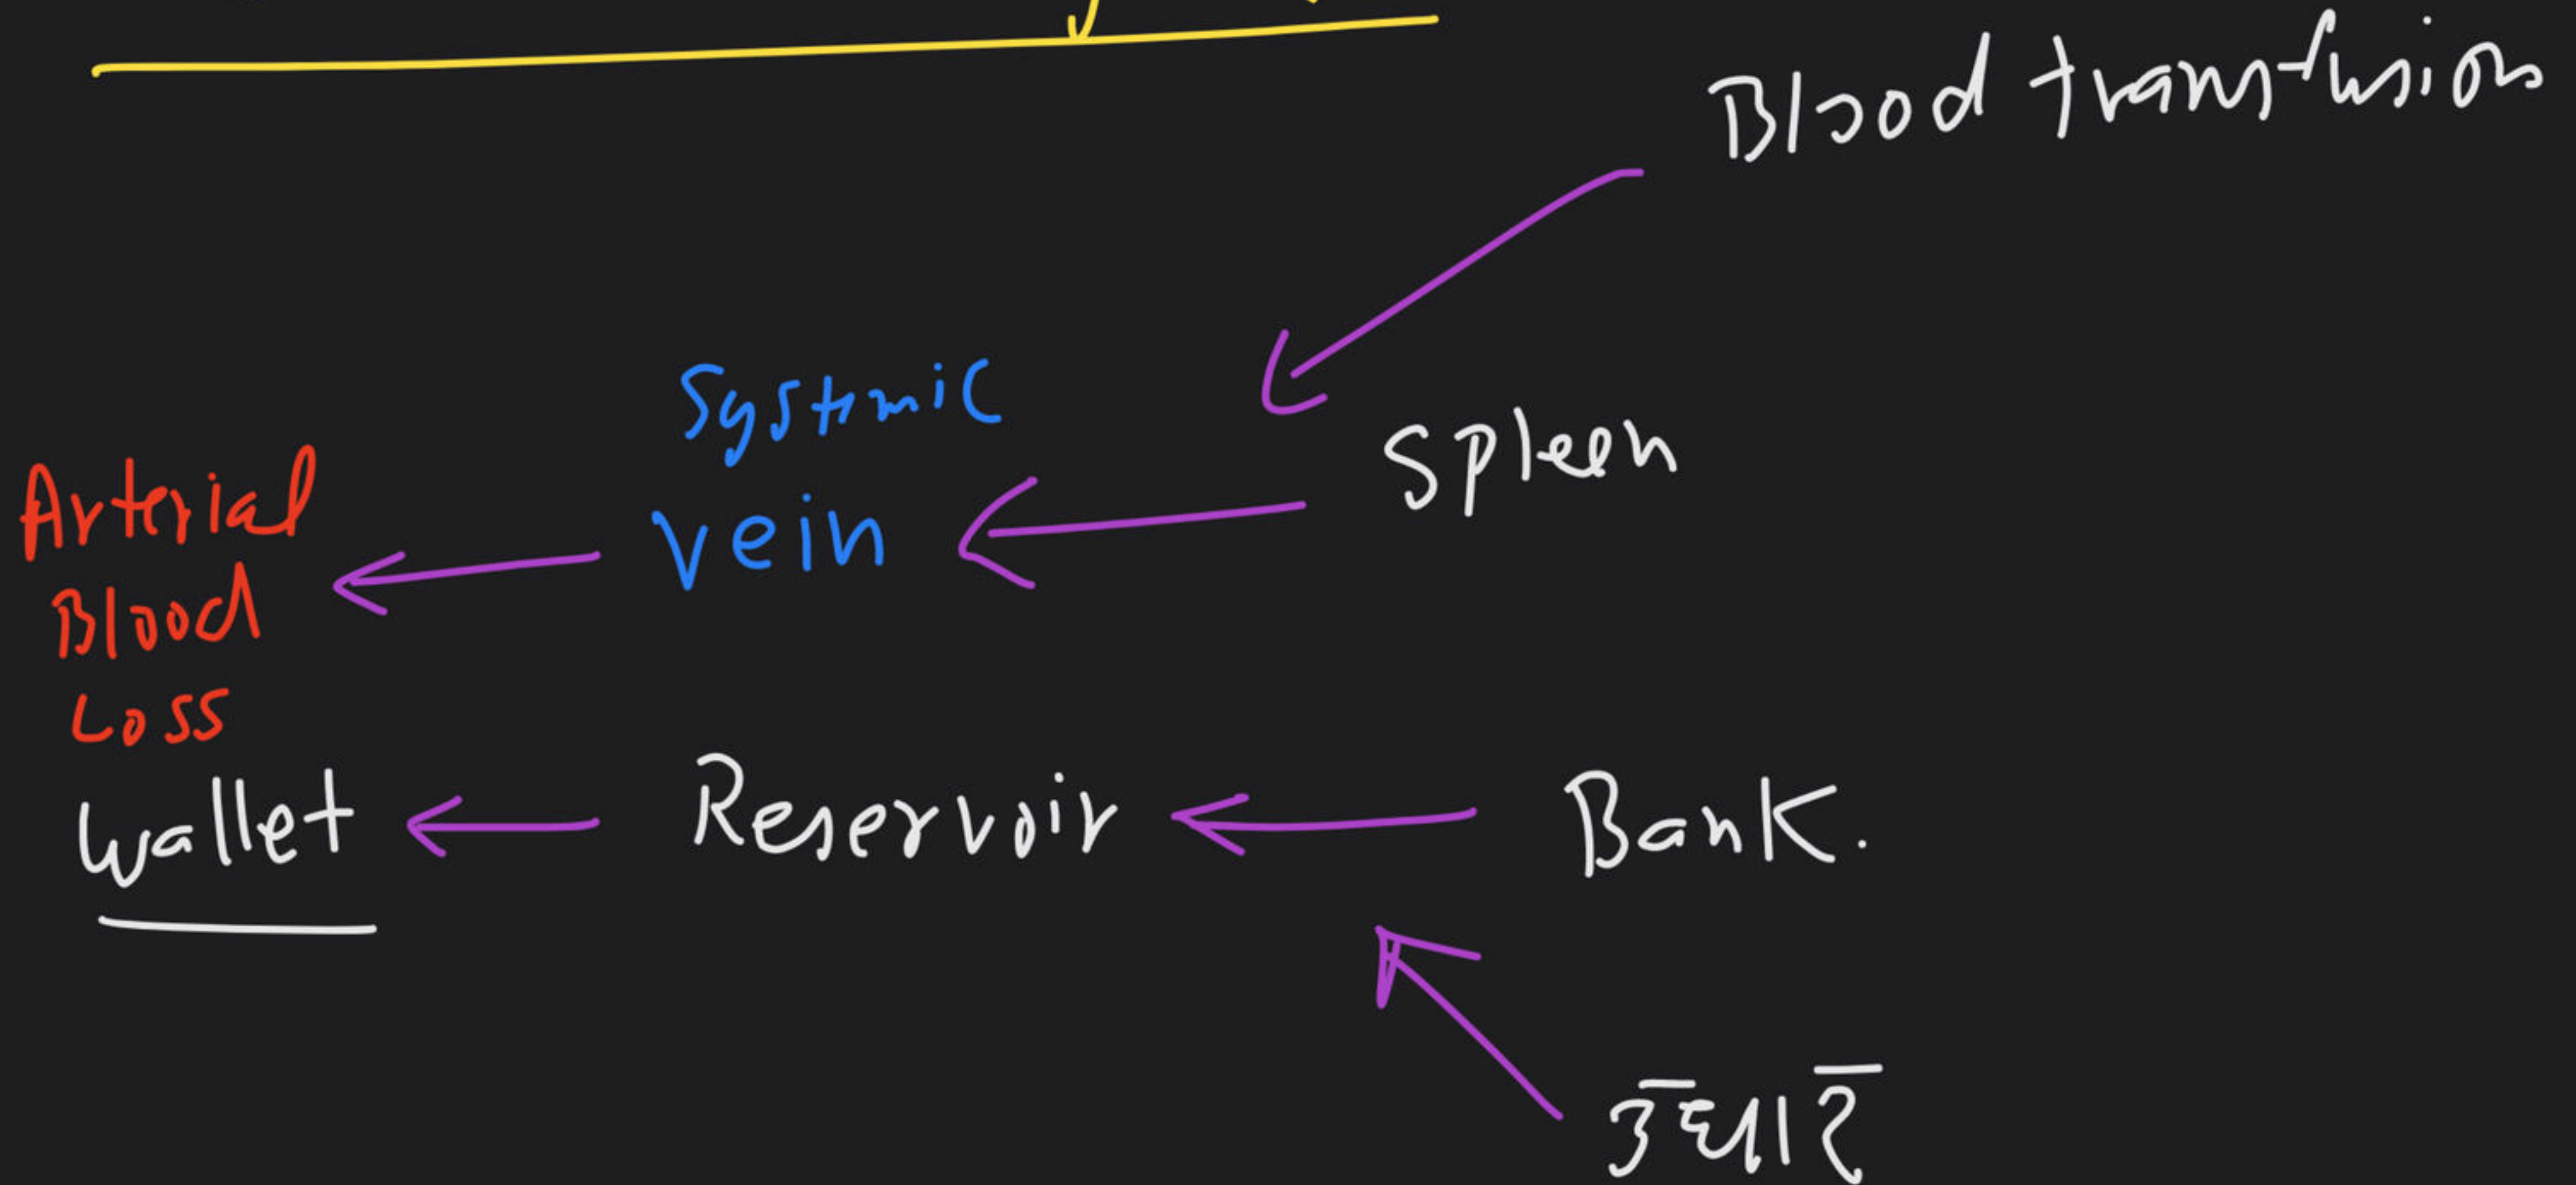 Blood transfusion
Systmic
Spleen
vein
Arterial
Blood
Loss
wallet
Reservoir
Bank.
उधार